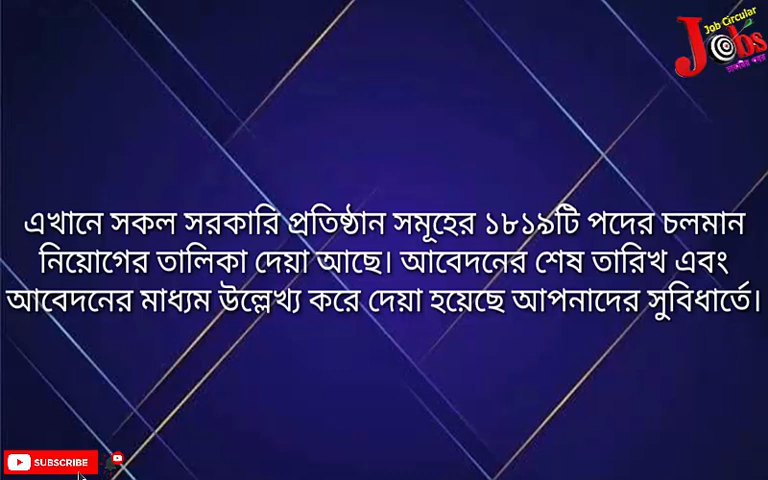 Job Circular
Jobs
এখানে সকল সরকারি প্রতিষ্ঠান সমূহের ১৮১৯টি পদের চলমান
নিয়োগের তালিকা দেয়া আছে। আবেদনের শেষ তারিখ এবং
আবেদনের মাধ্যম উল্লেখ্য করে দেয়া হয়েছে আপনাদের সুবিধার্তে।
SUBSCRIBE